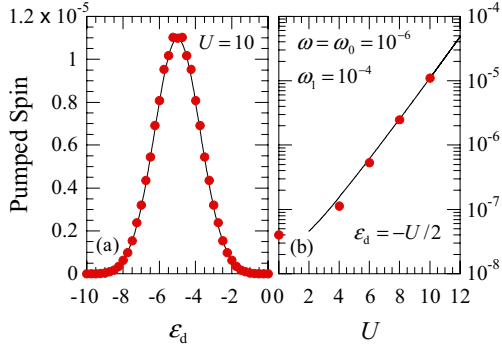 1.2 x 10⁻⁵
1
0.8
0.6
0.4
0.2
0
Pumped Spin
U = 10
(a)
-10 -8 -6 -4 -2 0
ε_d
ω = ω₀ = 10⁻⁶
ω₁ = 10⁻⁴
ε_d = −U/2
(b)
10⁻⁴
10⁻⁵
10⁻⁶
10⁻⁷
10⁻⁸
0 2 4 6 8 10 12
U